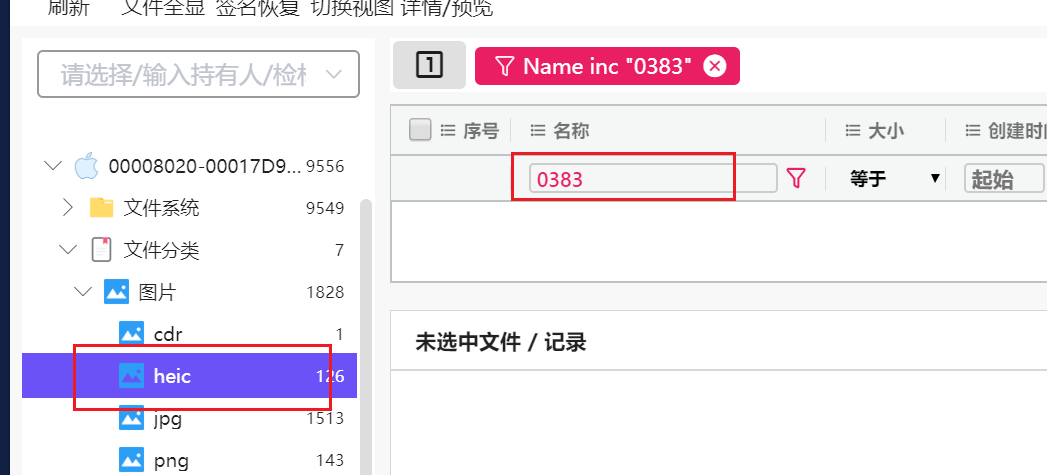 刷新 文件全显 签名恢复 切换视图 详情/预览
请选择/输入持有人/检材
1 Name inc "0383"
序号 名称 大小 创建时间
00008020-00017D9... 9556
0383 等于 起始
文件系统 9549
文件分类 7
图片 1828
cdr 1
未选中文件 / 记录
heic 126
jpg 1513
png 143